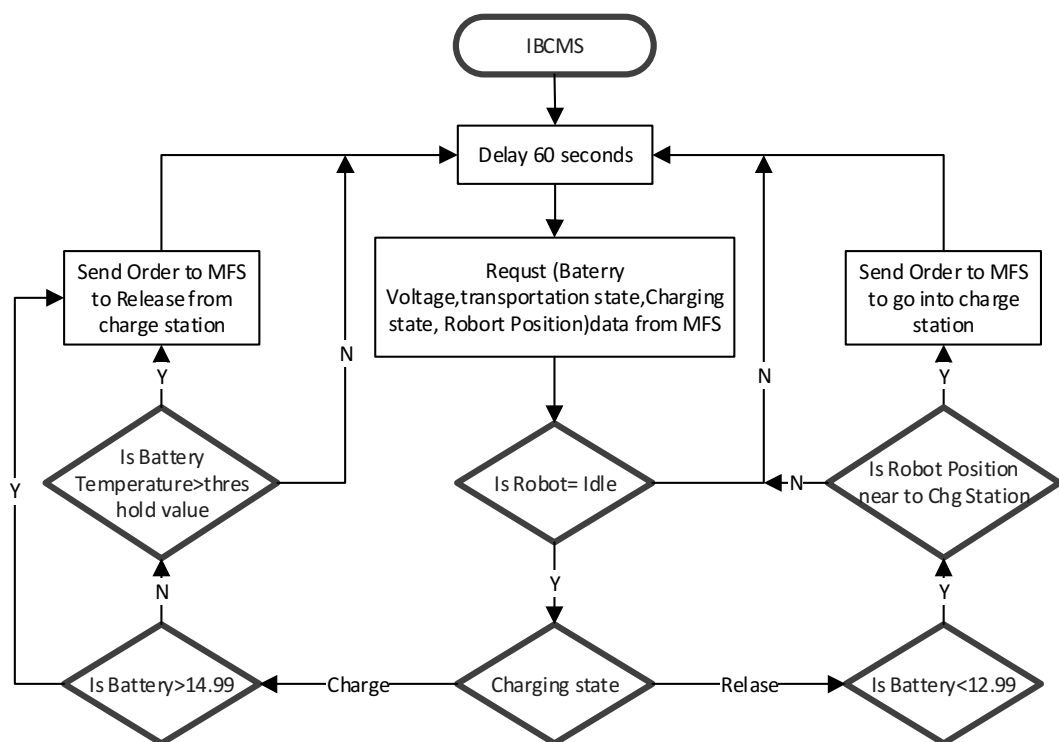 IBCMS
Delay 60 seconds
Send Order to MFS
to Release from
charge station
Requst (Baterry
Voltage,transportation state,Charging
state, Robort Position)data from MFS
Send Order to MFS
to go into charge
station
N
N
Y
Y
Y
Is Battery
Temperature>thres
hold value
Is Robot= Idle
N
Is Robot Position
near to Chg Station
N
Y
Y
Is Battery>14.99
Charge
Charging state
Relase
Is Battery<12.99